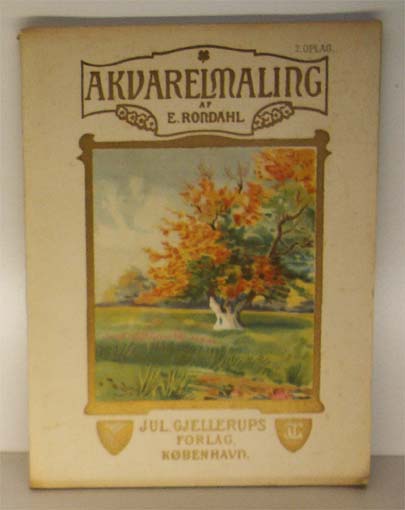 2. OPLAG.
AKVARELMALING
AF
E. RONDAHL
JUL. GJELLERUPS
FORLAG,
KØBENHAVN.